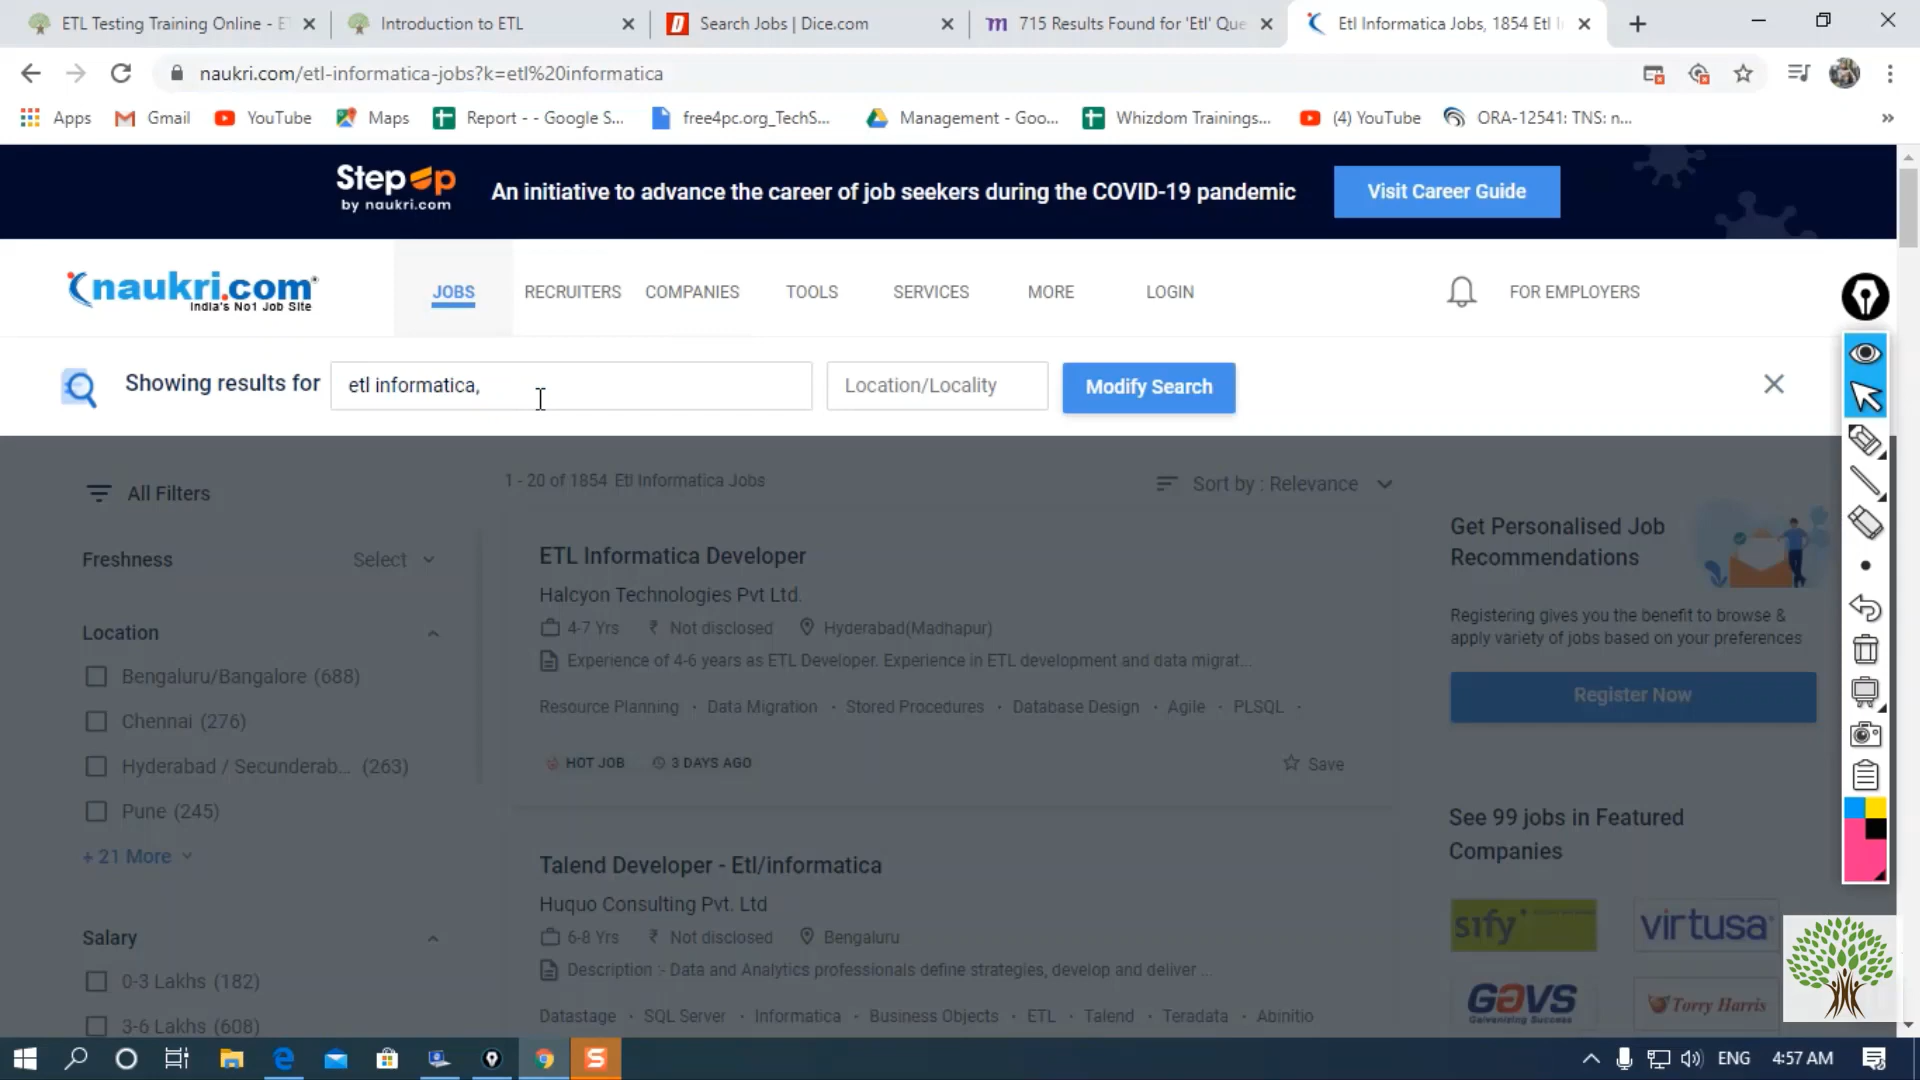 ETL Testing Training Online - ET
Introduction to ETL
Search Jobs | Dice.com
715 Results Found for 'Etl' Que
Etl Informatica Jobs, 1854 Etl I
naukri.com/etl-informatica-jobs?k=etl%20informatica
Apps
Gmail
YouTube
Maps
Report - - Google S...
free4pc.org_TechS...
Management - Goo...
Whizdom Trainings...
(4) YouTube
ORA-12541: TNS: n...
Step Up
by naukri.com
An initiative to advance the career of job seekers during the COVID-19 pandemic
Visit Career Guide
naukri.com
India's No1 Job Site
JOBS
RECRUITERS
COMPANIES
TOOLS
SERVICES
MORE
LOGIN
FOR EMPLOYERS
Showing results for
etl informatica,
Location/Locality
Modify Search
All Filters
1 - 20 of 1854 Etl Informatica Jobs
Sort by : Relevance
Freshness
Select
Location
Bengaluru/Bangalore (688)
Chennai (276)
Hyderabad / Secunderab... (263)
Pune (245)
+ 21 More
Salary
0-3 Lakhs (182)
3-6 Lakhs (608)
ETL Informatica Developer
Halcyon Technologies Pvt Ltd.
4-7 Yrs ₹ Not disclosed Hyderabad(Madhapur)
Experience of 4-6 years as ETL Developer. Experience in ETL development and data migrat...
Resource Planning · Data Migration · Stored Procedures · Database Design · Agile · PLSQL ·
HOT JOB 3 DAYS AGO
Save
Talend Developer - Etl/informatica
Huquo Consulting Pvt. Ltd
6-8 Yrs ₹ Not disclosed Bengaluru
Description :- Data and Analytics professionals define strategies, develop and deliver ...
Datastage · SQL Server · Informatica · Business Objects · ETL · Talend · Teradata · Abinitio
Get Personalised Job
Recommendations
Registering gives you the benefit to browse &
apply variety of jobs based on your preferences
Register Now
See 99 jobs in Featured
Companies
sify
virtusa
GAVS
Galvanizing Success
Torry Harris
ENG
4:57 AM